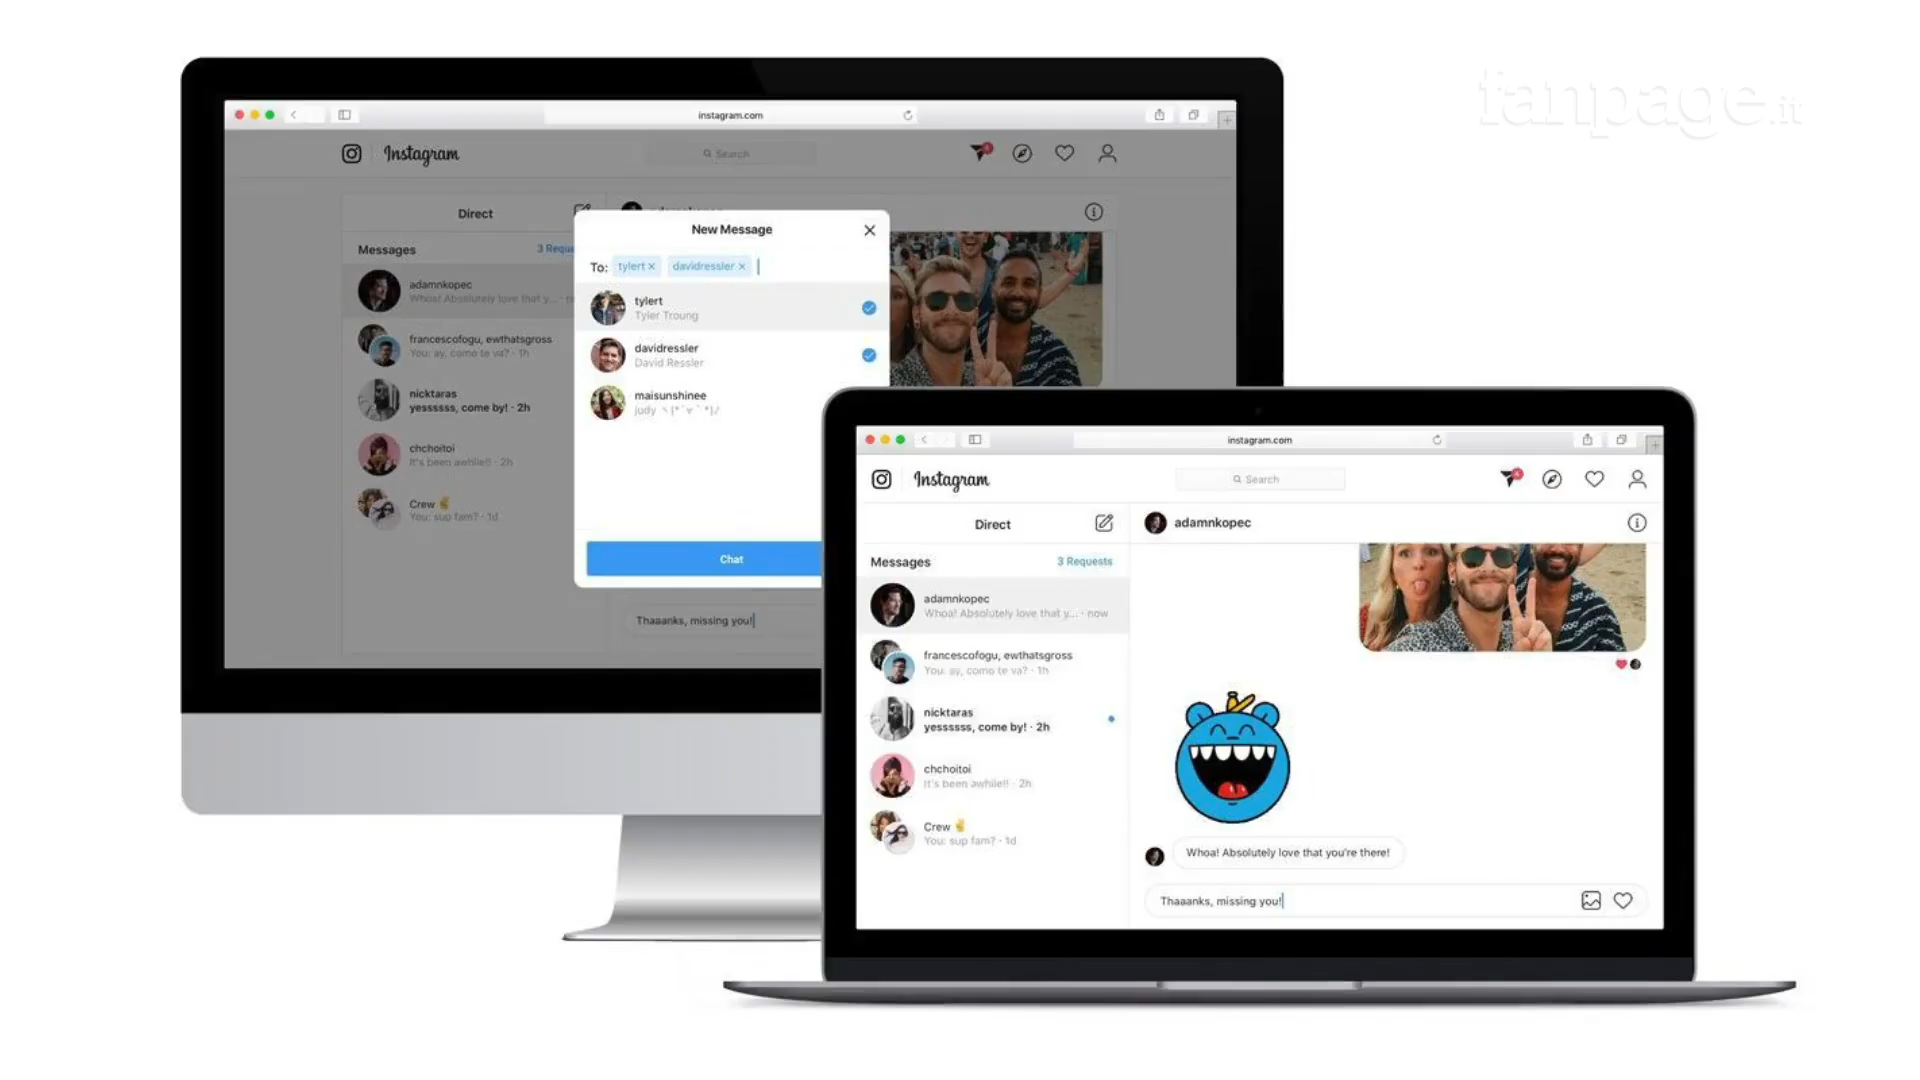 fanpage.it
instagram.com
Instagram
Search
Direct
Messages
3 Reque
adamnkopec
Whoa! Absolutely love that y... · n
francescofogu, ewthatsgross
You: ay, como te va? · 1h
nicktaras
yessssss, come by! · 2h
chchoitoi
It's been awhile!! · 2h
Crew ✌
You: sup fam? · 1d
New Message
To: tylert × davidressler ×
tylert
Tyler Troung
davidressler
David Ressler
maisunshinee
judy ヽ(*´∀｀*)/
Chat
Thaaanks, missing you!
instagram.com
Instagram
Search
Direct
Messages
3 Requests
adamnkopec
Whoa! Absolutely love that y... · now
francescofogu, ewthatsgross
You: ay, como te va? · 1h
nicktaras
yessssss, come by! · 2h
chchoitoi
It's been awhile!! · 2h
Crew ✌
You: sup fam? · 1d
adamnkopec
Whoa! Absolutely love that you're there!
Thaaanks, missing you!